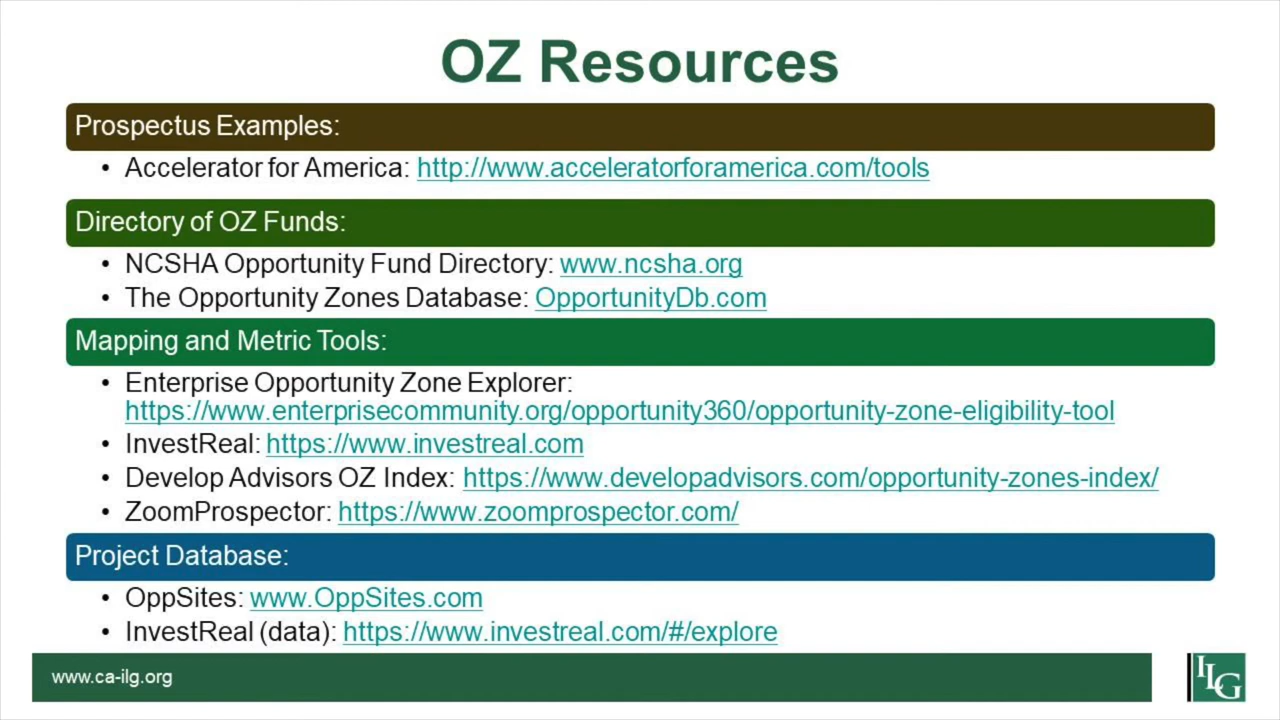 OZ Resources
Prospectus Examples:
• Accelerator for America: http://www.acceleratorforamerica.com/tools
Directory of OZ Funds:
• NCSHA Opportunity Fund Directory: www.ncsha.org
• The Opportunity Zones Database: OpportunityDb.com
Mapping and Metric Tools:
• Enterprise Opportunity Zone Explorer:
https://www.enterprisecommunity.org/opportunity360/opportunity-zone-eligibility-tool
• InvestReal: https://www.investreal.com
• Develop Advisors OZ Index: https://www.developadvisors.com/opportunity-zones-index/
• ZoomProspector: https://www.zoomprospector.com/
Project Database:
• OppSites: www.OppSites.com
• InvestReal (data): https://www.investreal.com/#/explore
www.ca-ilg.org
ILG